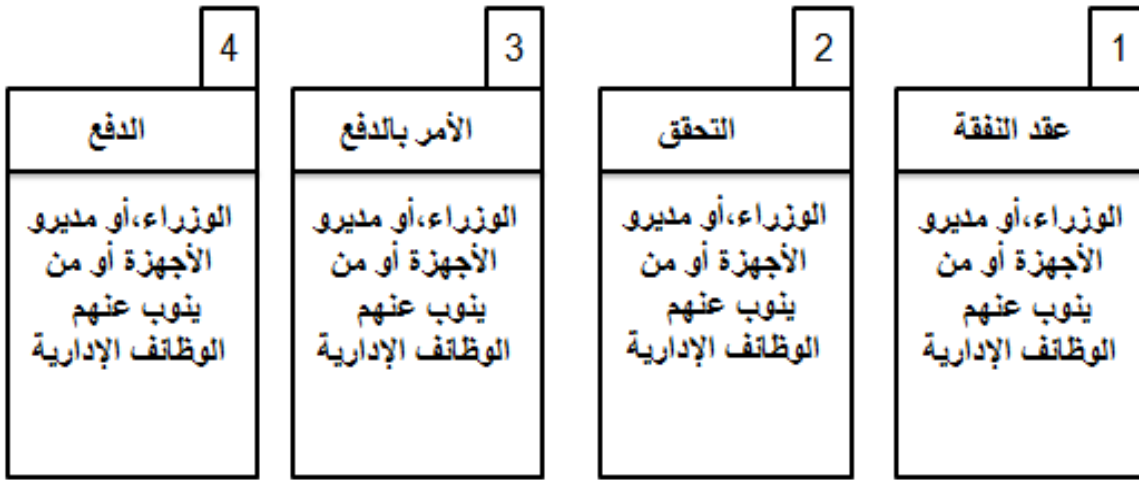 1
عقد النفقة
الوزراء،أو مديرو
الأجهزة أو من
ينوب عنهم
الوظائف الإدارية
2
التحقق
الوزراء،أو مديرو
الأجهزة أو من
ينوب عنهم
الوظائف الإدارية
3
الأمر بالدفع
الوزراء،أو مديرو
الأجهزة أو من
ينوب عنهم
الوظائف الإدارية
4
الدفع
الوزراء،أو مديرو
الأجهزة أو من
ينوب عنهم
الوظائف الإدارية